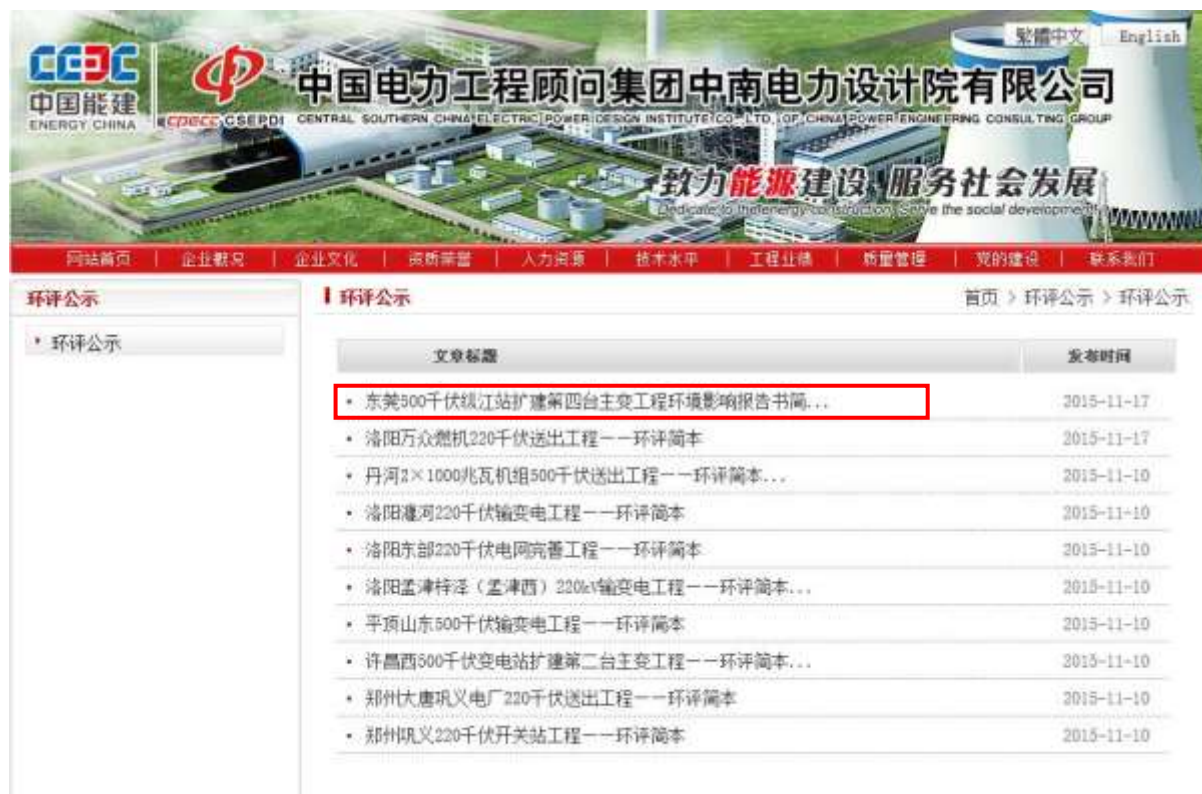 繁體中文 English
CEEC
中国能建
ENERGY CHINA
cpecc CSEPDI
中国电力工程顾问集团中南电力设计院有限公司
CENTRAL SOUTHERN CHINA ELECTRIC POWER DESIGN INSTITUTE CO., LTD. OF CHINA POWER ENGINEERING CONSULTING GROUP
致力能源建设 服务社会发展
Dedicate to the energy construction, Serve the social development
网站首页 | 企业概况 | 企业文化 | 资质荣誉 | 人力资源 | 技术水平 | 工程业绩 | 质量管理 | 党的建设 | 联系我们
环评公示
环评公示
环评公示
首页 > 环评公示 > 环评公示
文章标题 发布时间
• 东莞500千伏纵江站扩建第四台主变工程环境影响报告书简... 2015-11-17
• 洛阳万众燃机220千伏送出工程——环评简本 2015-11-17
• 丹河2×1000兆瓦机组500千伏送出工程——环评简本... 2015-11-10
• 洛阳瀍河220千伏输变电工程——环评简本 2015-11-10
• 洛阳东部220千伏电网完善工程——环评简本 2015-11-10
• 洛阳孟津梓泽（孟津西）220kV输变电工程——环评简本... 2015-11-10
• 平顶山东500千伏输变电工程——环评简本 2015-11-10
• 许昌西500千伏变电站扩建第二台主变工程——环评简本... 2015-11-10
• 郑州大唐巩义电厂220千伏送出工程——环评简本 2015-11-10
• 郑州巩义220千伏开关站工程——环评简本 2015-11-10